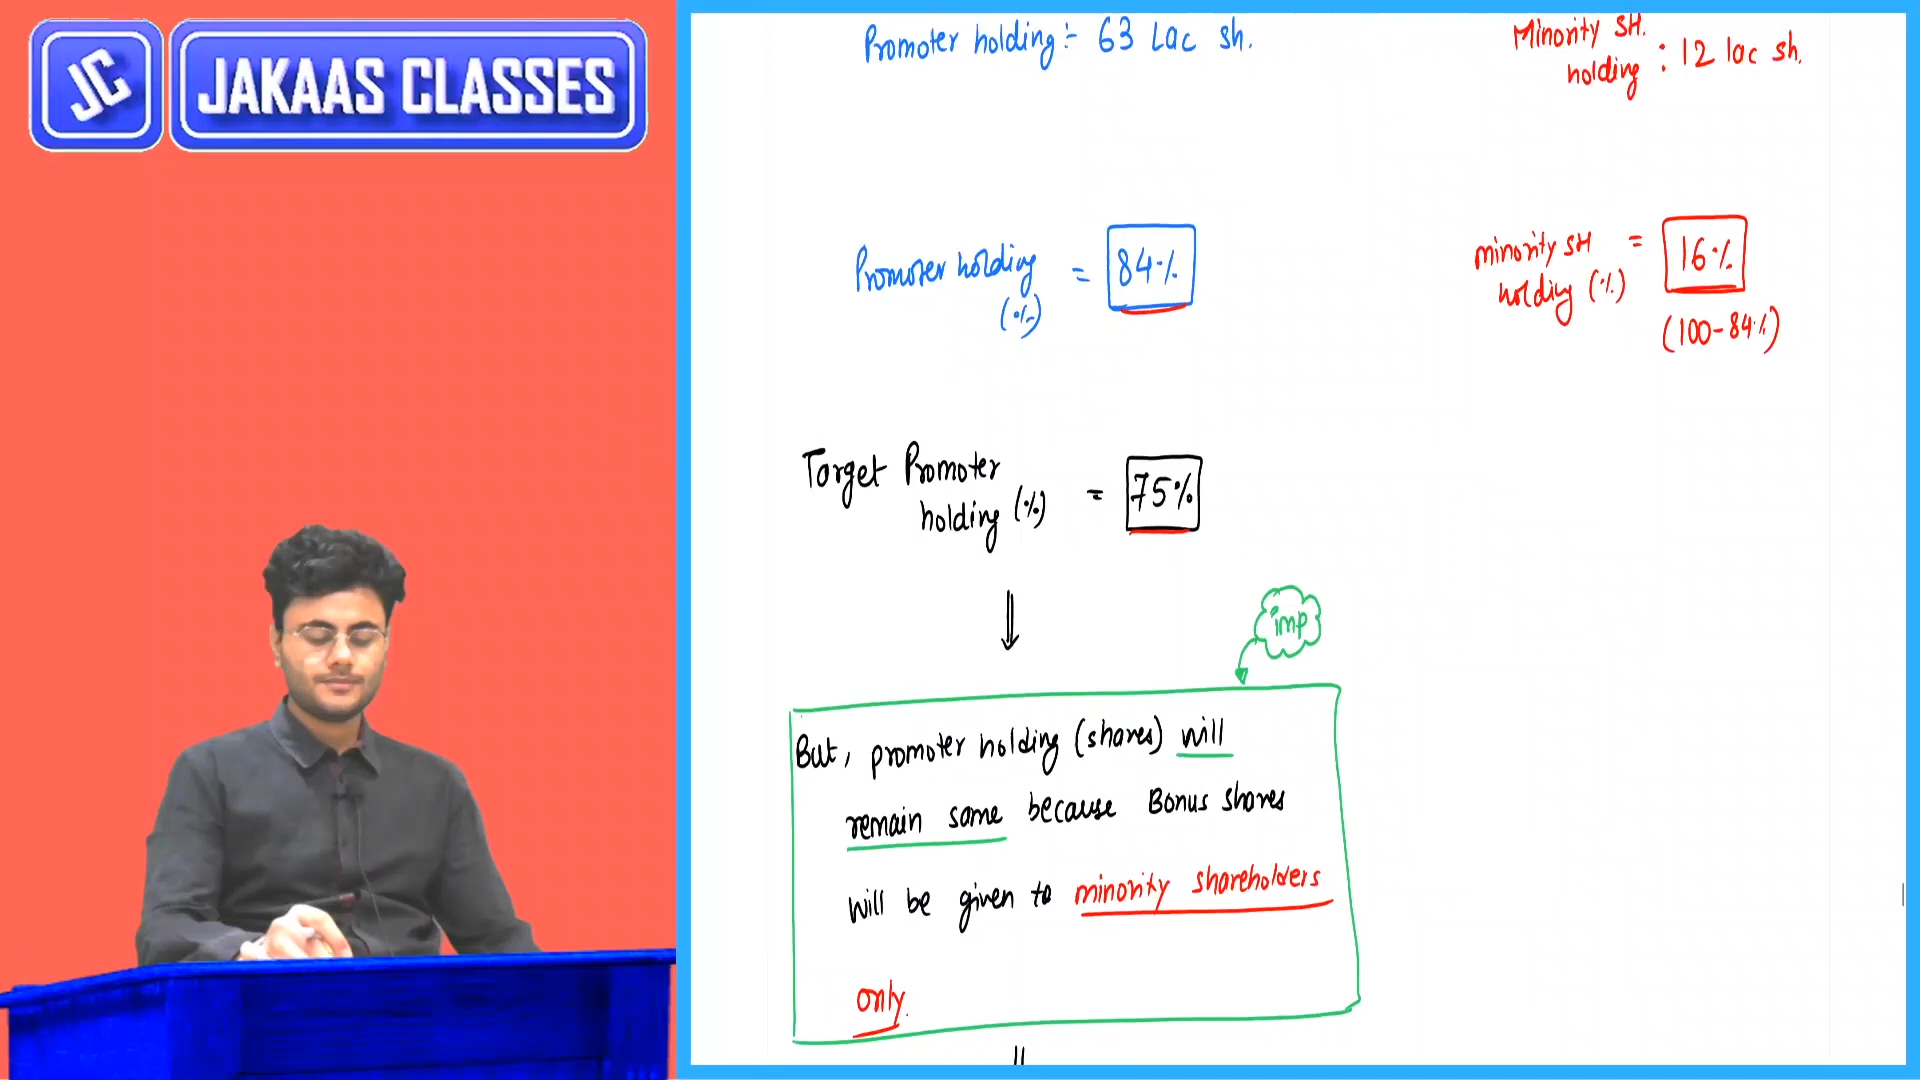 JC JAKAAS CLASSES
Promoter holding :- 63 Lac sh.
Minority SH.
holding : 12 lac sh.
Promoter holding = 84%
(%)
minority SH = 16%
holding (%)
(100-84%)
Target Promoter
holding (%) = 75%
imp
But, promoter holding (shares) will
remain same because Bonus shares
will be given to minority shareholders
only.